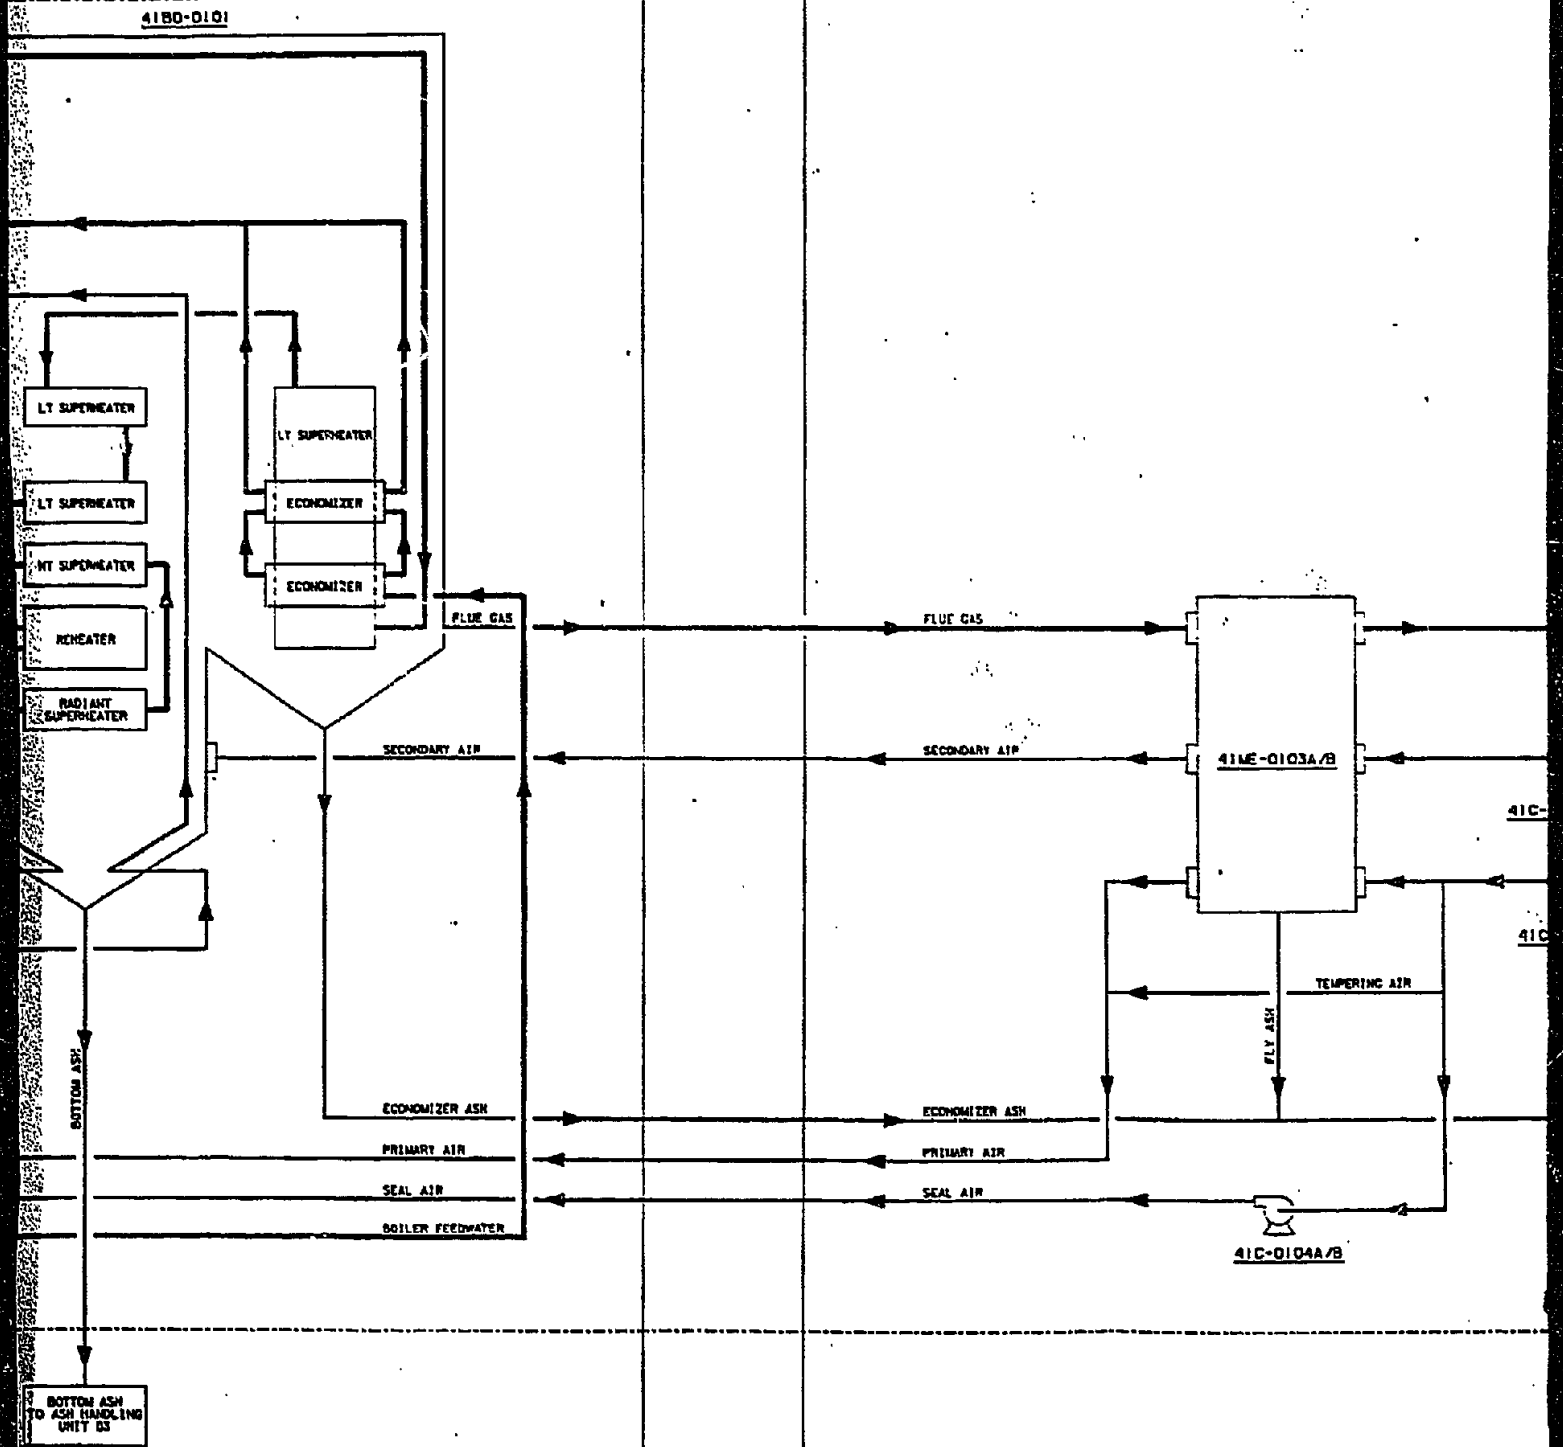 41BO-0101
LT SUPERHEATER
LT SUPERHEATER
LT SUPERHEATER
ECONOMIZER
HT SUPERHEATER
ECONOMIZER
FLUE GAS
FLUE GAS
REHEATER
RADIANT
SUPERHEATER
SECONDARY AIR
SECONDARY AIR
41ME-0103A/B
41C-
41C
TEMPERING AIR
FLY ASH
BOTTOM ASH
ECONOMIZER ASH
ECONOMIZER ASH
PRIMARY AIR
PRIMARY AIR
SEAL AIR
SEAL AIR
BOILER FEEDWATER
41C-0104A/B
BOTTOM ASH
TO ASH HANDLING
UNIT 03